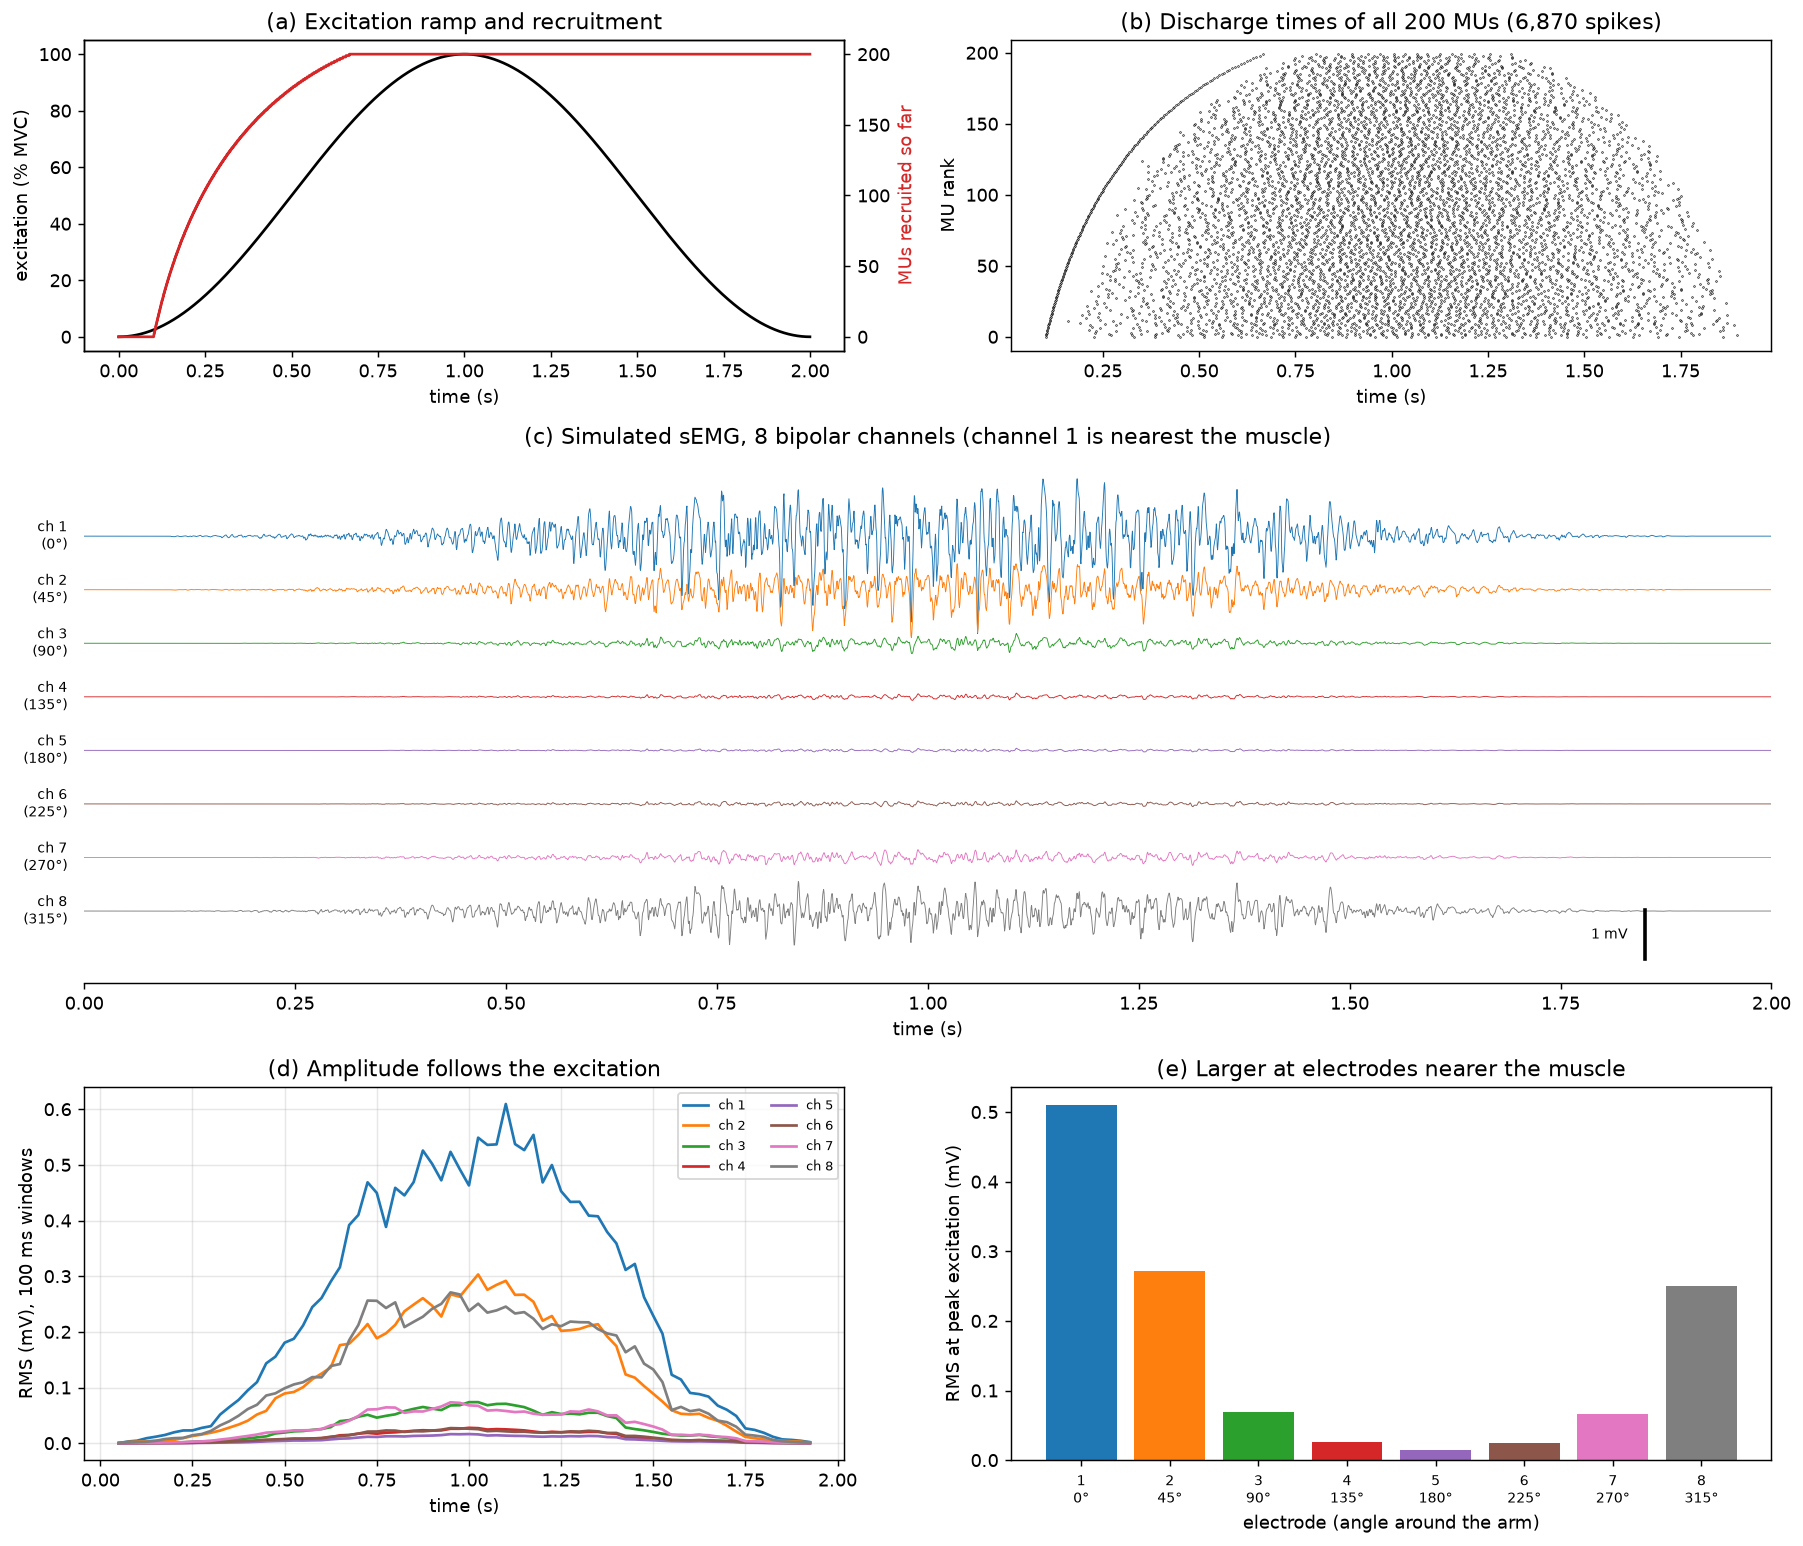 (a) Excitation ramp and recruitment
excitation (% MVC)
100
80
60
40
20
0
200
150
100
50
0
MUs recruited so far
0.00 0.25 0.50 0.75 1.00 1.25 1.50 1.75 2.00
time (s)
(b) Discharge times of all 200 MUs (6,870 spikes)
MU rank
200
150
100
50
0
0.25 0.50 0.75 1.00 1.25 1.50 1.75
time (s)
(c) Simulated sEMG, 8 bipolar channels (channel 1 is nearest the muscle)
ch 1
(0°)
ch 2
(45°)
ch 3
(90°)
ch 4
(135°)
ch 5
(180°)
ch 6
(225°)
ch 7
(270°)
ch 8
(315°)
1 mV
0.00 0.25 0.50 0.75 1.00 1.25 1.50 1.75 2.00
time (s)
(d) Amplitude follows the excitation
RMS (mV), 100 ms windows
0.6
0.5
0.4
0.3
0.2
0.1
0.0
ch 1 ch 5
ch 2 ch 6
ch 3 ch 7
ch 4 ch 8
0.00 0.25 0.50 0.75 1.00 1.25 1.50 1.75 2.00
time (s)
(e) Larger at electrodes nearer the muscle
RMS at peak excitation (mV)
0.5
0.4
0.3
0.2
0.1
0.0
1 2 3 4 5 6 7 8
0° 45° 90° 135° 180° 225° 270° 315°
electrode (angle around the arm)